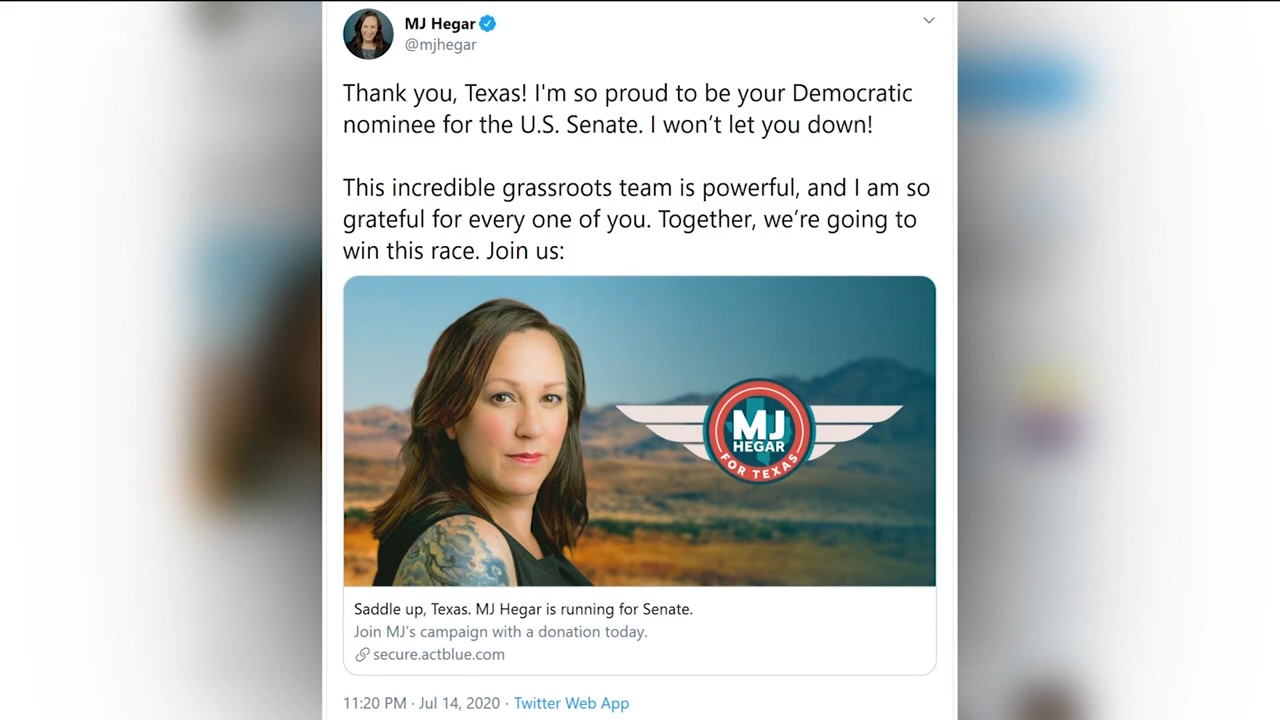 MJ Hegar
@mjhegar
Thank you, Texas! I'm so proud to be your Democratic
nominee for the U.S. Senate. I won’t let you down!
This incredible grassroots team is powerful, and I am so
grateful for every one of you. Together, we’re going to
win this race. Join us:
MJ
HEGAR
FOR TEXAS
Saddle up, Texas. MJ Hegar is running for Senate.
Join MJ’s campaign with a donation today.
secure.actblue.com
11:20 PM · Jul 14, 2020 · Twitter Web App